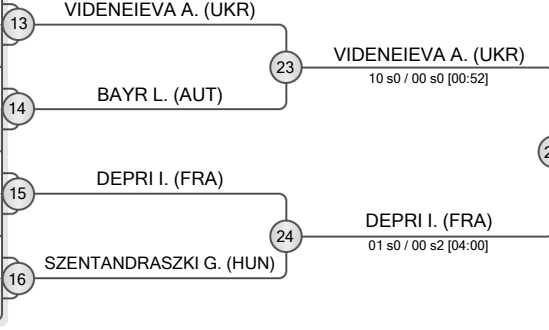 VIDENEIEVA A. (UKR)
13
23
VIDENEIEVA A. (UKR)
10 s0 / 00 s0 [00:52]
BAYR L. (AUT)
14
DEPRI I. (FRA)
15
24
DEPRI I. (FRA)
01 s0 / 00 s2 [04:00]
SZENTANDRASZKI G. (HUN)
16